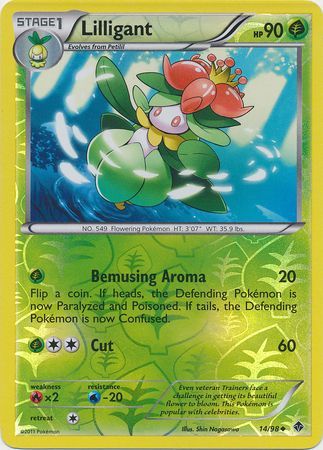 STAGE 1
Lilligant
HP 90
Evolves from Petilil
NO. 549 Flowering Pokémon HT: 3'07" WT: 35.9 lbs.
Bemusing Aroma 20
Flip a coin. If heads, the Defending Pokémon is
now Paralyzed and Poisoned. If tails, the Defending
Pokémon is now Confused.
Cut 60
weakness resistance
×2 -20
retreat
Even veteran Trainers face a
challenge in getting its beautiful
flower to bloom. This Pokémon is
popular with celebrities.
©2011 Pokémon
Illus. Shin Nagasawa
14/98